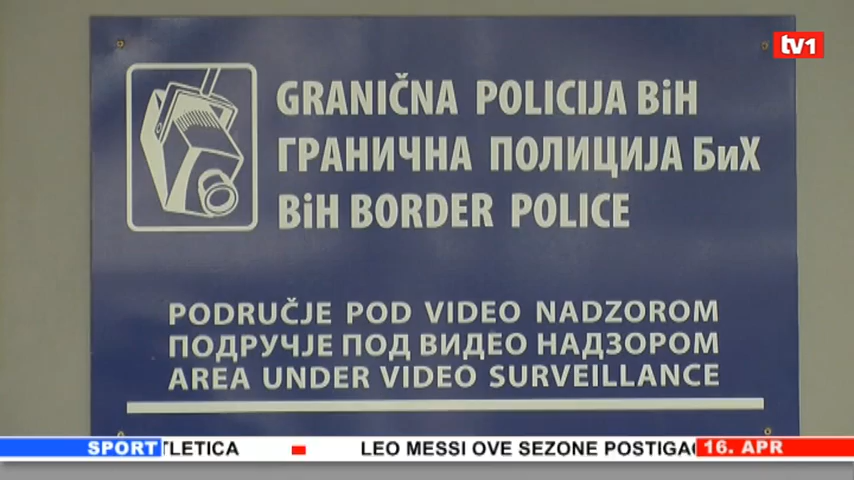 tv1
GRANIČNA POLICIJA BiH
ГРАНИЧНА ПОЛИЦИЈА БиХ
BiH BORDER POLICE
PODRUČJE POD VIDEO NADZOROM
ПОДРУЧЈЕ ПОД ВИДЕО НАДЗОРОМ
AREA UNDER VIDEO SURVEILLANCE
SPORT LEO MESSI OVE SEZONE 16. APR